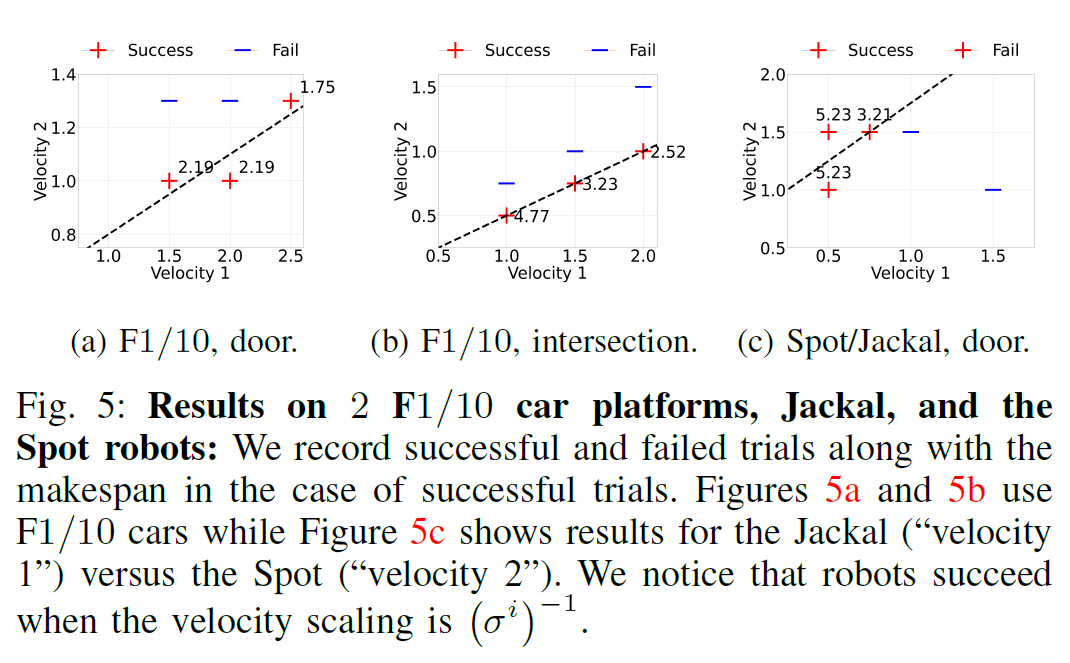 Success Fail
1.4
1.2
1.0
0.8
Velocity 2
1.75
2.19
2.19
1.0 1.5 2.0 2.5
Velocity 1
(a) F1/10, door.
Success Fail
1.5
1.0
0.5
Velocity 2
2.52
3.23
4.77
0.5 1.0 1.5 2.0
Velocity 1
(b) F1/10, intersection.
Success Fail
2.0
1.5
1.0
0.5
Velocity 2
5.23 3.21
5.23
0.5 1.0 1.5
Velocity 1
(c) Spot/Jackal, door.
Fig. 5: Results on 2 F1/10 car platforms, Jackal, and the
Spot robots: We record successful and failed trials along with the
makespan in the case of successful trials. Figures 5a and 5b use
F1/10 cars while Figure 5c shows results for the Jackal (“velocity
1”) versus the Spot (“velocity 2”). We notice that robots succeed
when the velocity scaling is (σ^i)^−1.